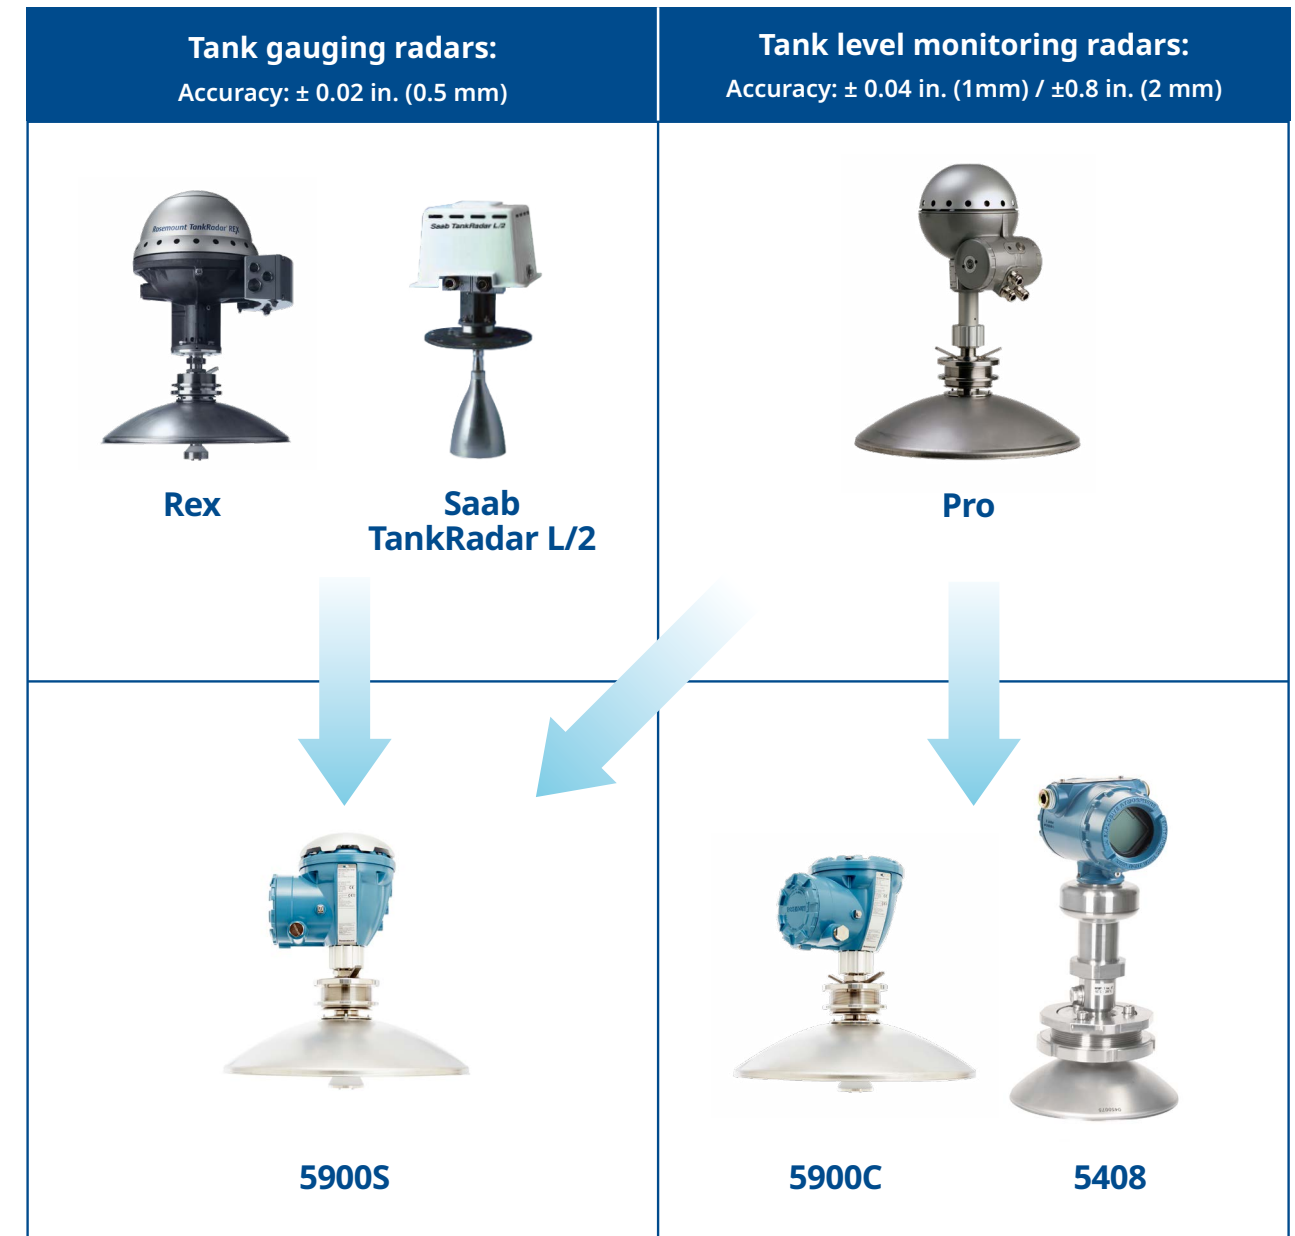 Tank gauging radars:
Accuracy: ± 0.02 in. (0.5 mm)
Tank level monitoring radars:
Accuracy: ± 0.04 in. (1mm) / ±0.8 in. (2 mm)
Rosemount TankRadar REX
Saab TankRadar L/2
Rex
Saab
TankRadar L/2
Pro
5900S
5900C
5408